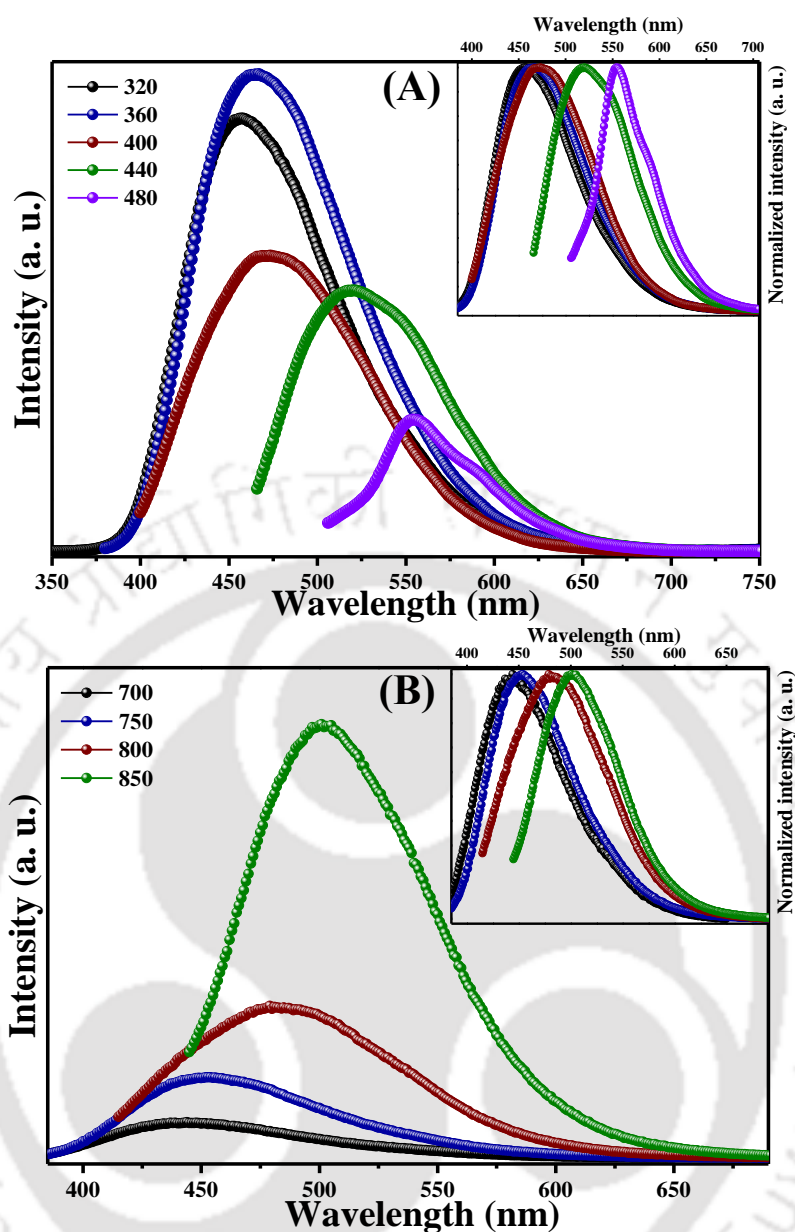 Wavelength (nm)
400 450 500 550 600 650 700
(A)
320
360
400
440
480
Normalized intensity (a. u.)
Intensity (a. u.)
350 400 450 500 550 600 650 700 750
Wavelength (nm)
Wavelength (nm)
400 450 500 550 600 650
(B)
700
750
800
850
Normalized intensity (a. u.)
Intensity (a. u.)
400 450 500 550 600 650
Wavelength (nm)